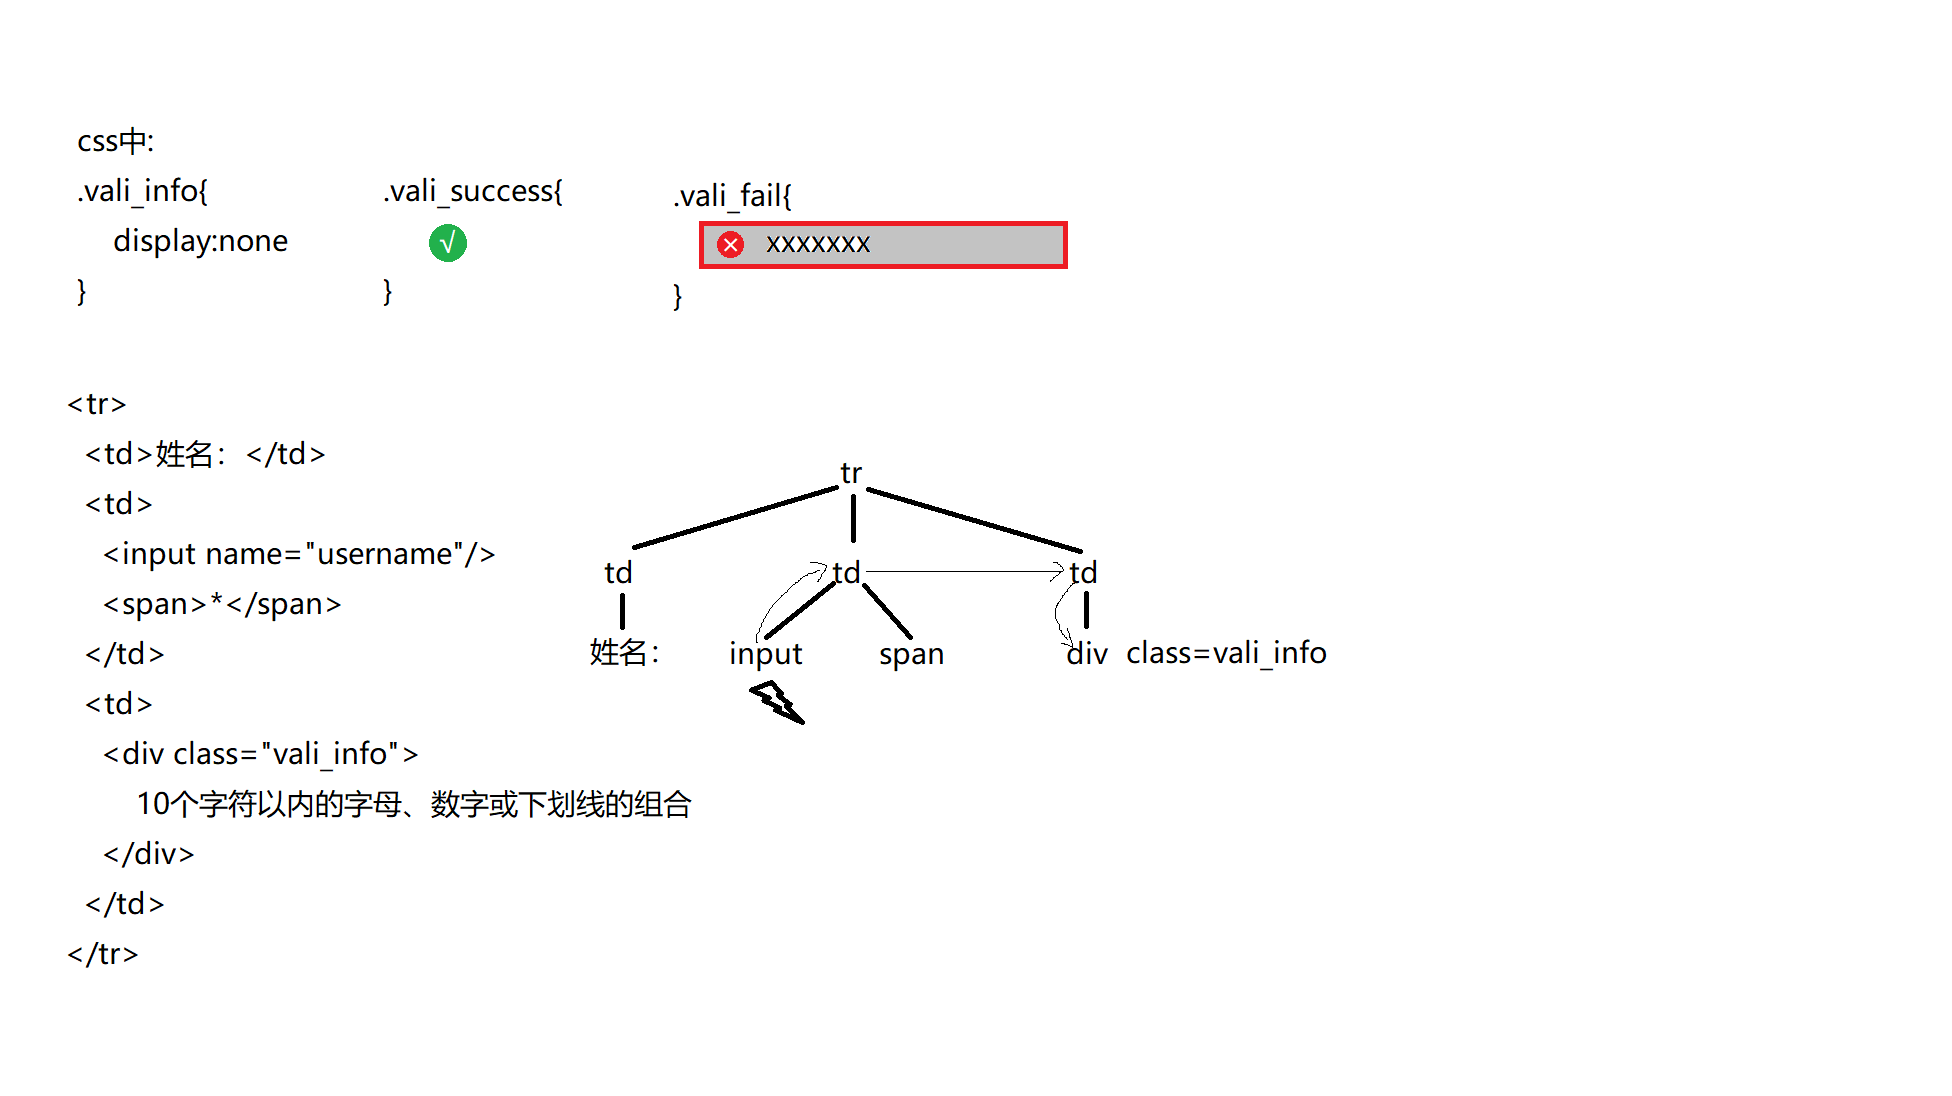 css中:
.vali_info{
display:none
}
.vali_success{
√
}
.vali_fail{
× xxxxxxx
}
<tr>
<td>姓名：</td>
<td>
<input name="username"/>
<span>*</span>
</td>
<td>
<div class="vali_info">
10个字符以内的字母、数字或下划线的组合
</div>
</td>
</tr>
tr
td td td
姓名： input span div class=vali_info